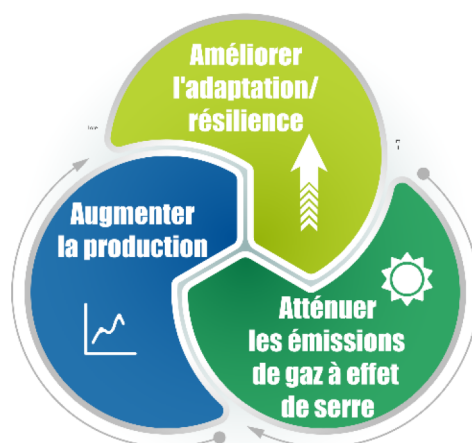 Améliorer
l'adaptation/
résilience
Augmenter
la production
Atténuer
les émissions
de gaz à effet
de serre